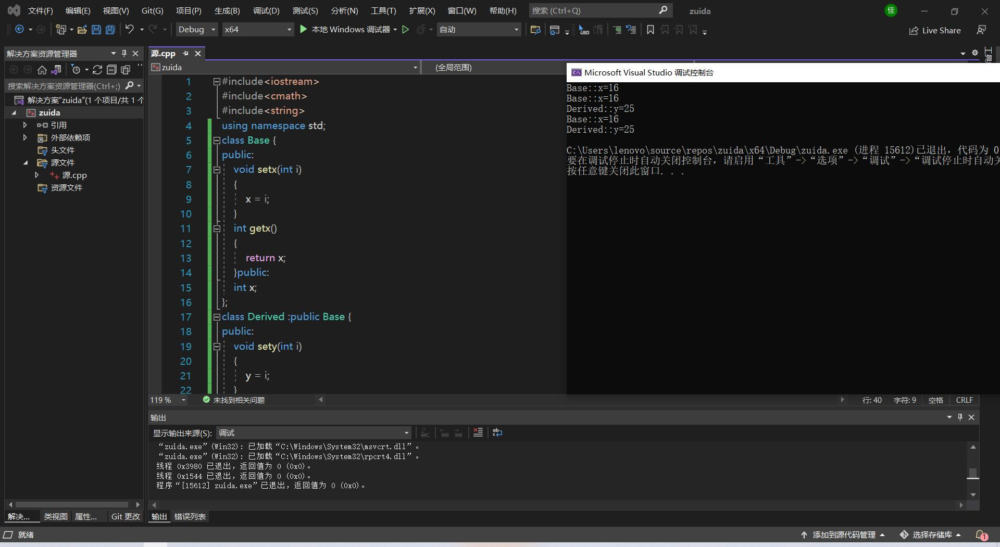 文件(F) 编辑(E) 视图(V) Git(G) 项目(P) 生成(B) 调试(D) 测试(S) 分析(N) 工具(T) 扩展(X) 窗口(W) 帮助(H) 搜索 (Ctrl+Q) zuida 佳
Debug x64 本地 Windows 调试器 自动 Live Share
解决方案资源管理器
搜索解决方案资源管理器(Ctrl+;)
解决方案“zuida”(1 个项目/共 1 个
zuida
引用
外部依赖项
头文件
源文件
源.cpp
资源文件
解决... 类视图 属性... Git 更改
源.cpp
zuida (全局范围)
1 #include<iostream>
2 #include<cmath>
3 #include<string>
4 using namespace std;
5 class Base {
6 public:
7 void setx(int i)
8 {
9 x = i;
10 }
11 int getx()
12 {
13 return x;
14 }public:
15 int x;
16 };
17 class Derived :public Base {
18 public:
19 void sety(int i)
20 {
21 y = i;
22 }
119 % 未找到相关问题 行: 40 字符: 9 空格 CRLF
Microsoft Visual Studio 调试控制台
Base::x=16
Base::x=16
Derived::y=25
Base::x=16
Derived::y=25
C:\Users\lenovo\source\repos\zuida\x64\Debug\zuida.exe (进程 15612)已退出，代码为 0
要在调试停止时自动关闭控制台，请启用“工具”->“选项”->“调试”->“调试停止时自动关
按任意键关闭此窗口. . .
输出
显示输出来源(S): 调试
“zuida.exe”(Win32): 已加载“C:\Windows\System32\msvcrt.dll”。
“zuida.exe”(Win32): 已加载“C:\Windows\System32\rpcrt4.dll”。
线程 0x3980 已退出，返回值为 0 (0x0)。
线程 0x1544 已退出，返回值为 0 (0x0)。
程序“[15612] zuida.exe”已退出，返回值为 0 (0x0)。
输出 错误列表
就绪 添加到源代码管理 选择存储库 1